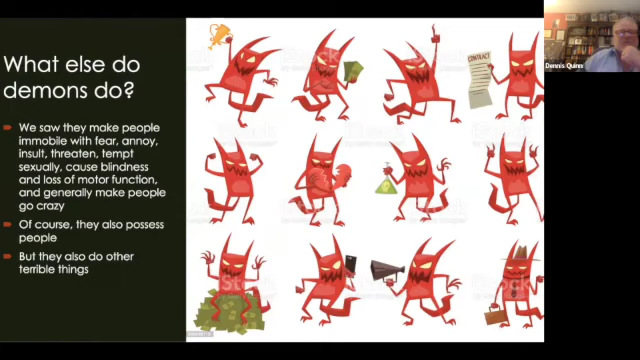 What else do
demons do?
We saw they make people
immobile with fear, annoy,
insult, threaten, tempt
sexually, cause blindness
and loss of motor function,
and generally make people
go crazy
Of course, they also possess
people
But they also do other
terrible things
CONTRACT
iStock
Dennis Quinn